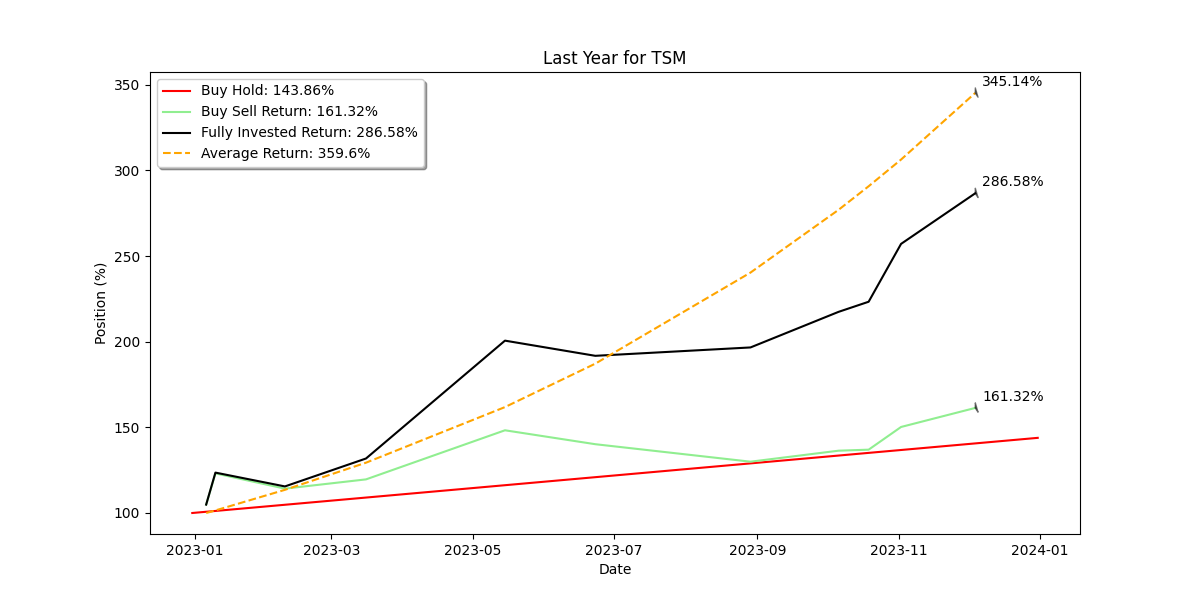 Last Year for TSM
350
300
250
200
150
100
Position (%)
Buy Hold: 143.86%
Buy Sell Return: 161.32%
Fully Invested Return: 286.58%
Average Return: 359.6%
345.14%
286.58%
161.32%
2023-01
2023-03
2023-05
2023-07
2023-09
2023-11
2024-01
Date